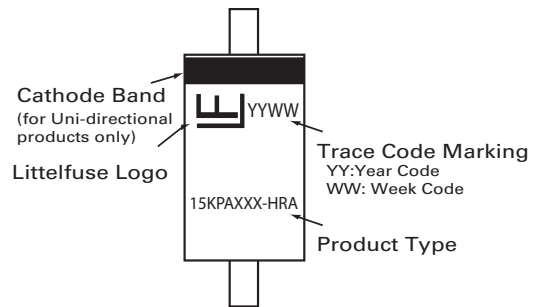 Cathode Band
(for Uni-directional
products only)
Littelfuse Logo
YYWW
Trace Code Marking
YY:Year Code
WW: Week Code
15KPAXXX-HRA
Product Type